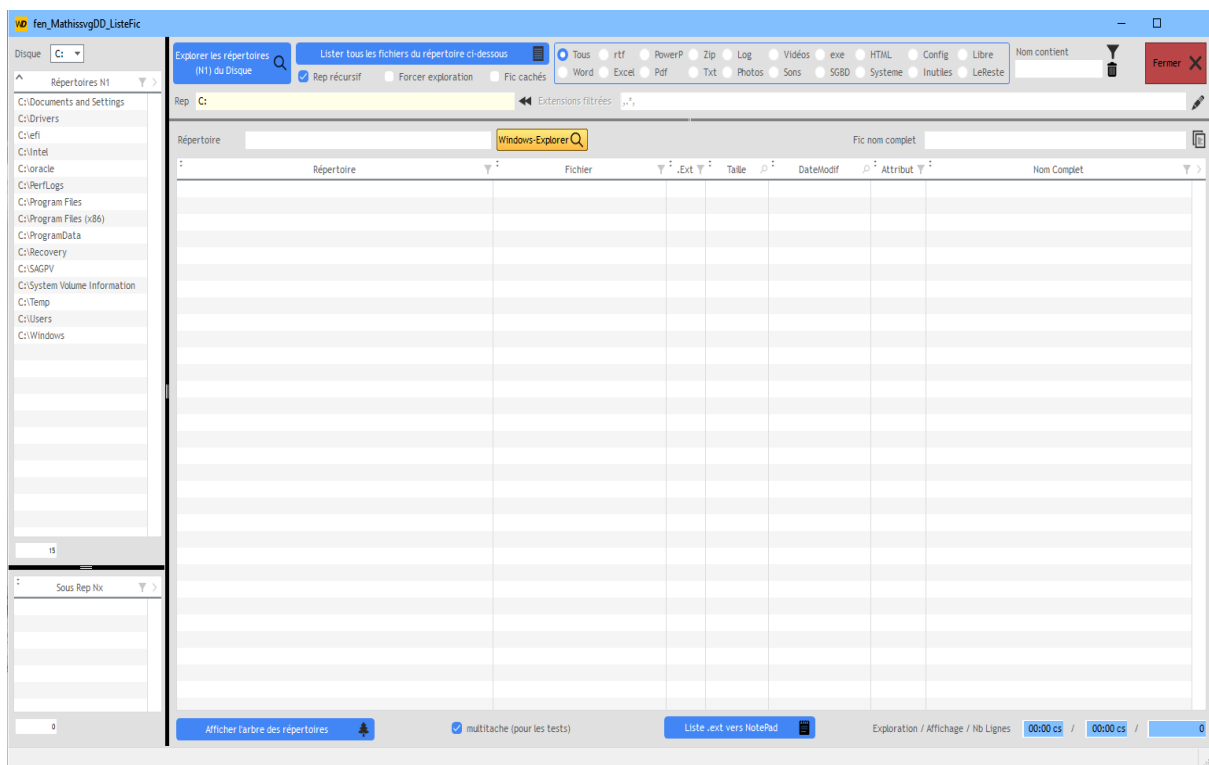 WD fen_MathissvgDD_ListeFic
Disque C:
Répertoires N1
C:\Documents and Settings
C:\Drivers
C:\efi
C:\Intel
C:\oracle
C:\PerfLogs
C:\Program Files
C:\Program Files (x86)
C:\ProgramData
C:\Recovery
C:\SAGPV
C:\System Volume Information
C:\Temp
C:\Users
C:\Windows
15
Sous Rep Nx
0
Explorer les répertoires
(N1) du Disque
Lister tous les fichiers du répertoire ci-dessous
Rep récursif Forcer exploration Fic cachés
Tous rtf PowerP Zip Log Vidéos exe HTML Config Libre
Word Excel Pdf Txt Photos Sons SGBD Systeme Inutiles LeReste
Nom contient
Fermer
Rep C: Extensions filtrées ,.*,
Répertoire Windows-Explorer Fic nom complet
Répertoire Fichier .Ext Taille DateModif Attribut Nom Complet
Afficher l'arbre des répertoires multitache (pour les tests) Liste .ext vers NotePad Exploration / Affichage / Nb Lignes 00:00 cs / 00:00 cs / 0